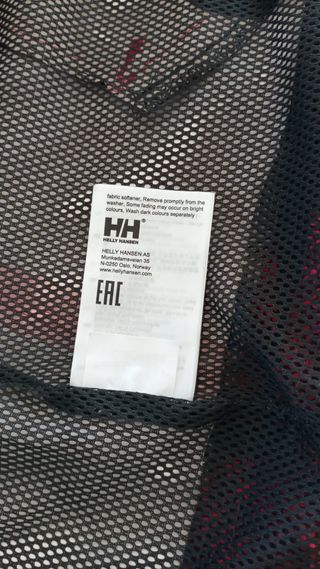 fabric softener, Remove promptly from the
washer, Some fading may occur on bright
colours, Wash dark colours separately
HH®
HELLY HANSEN
HELLY HANSEN AS
Munkedamsveien 35
N-0250 Oslo, Norway
www.hellyhansen.com
EAC